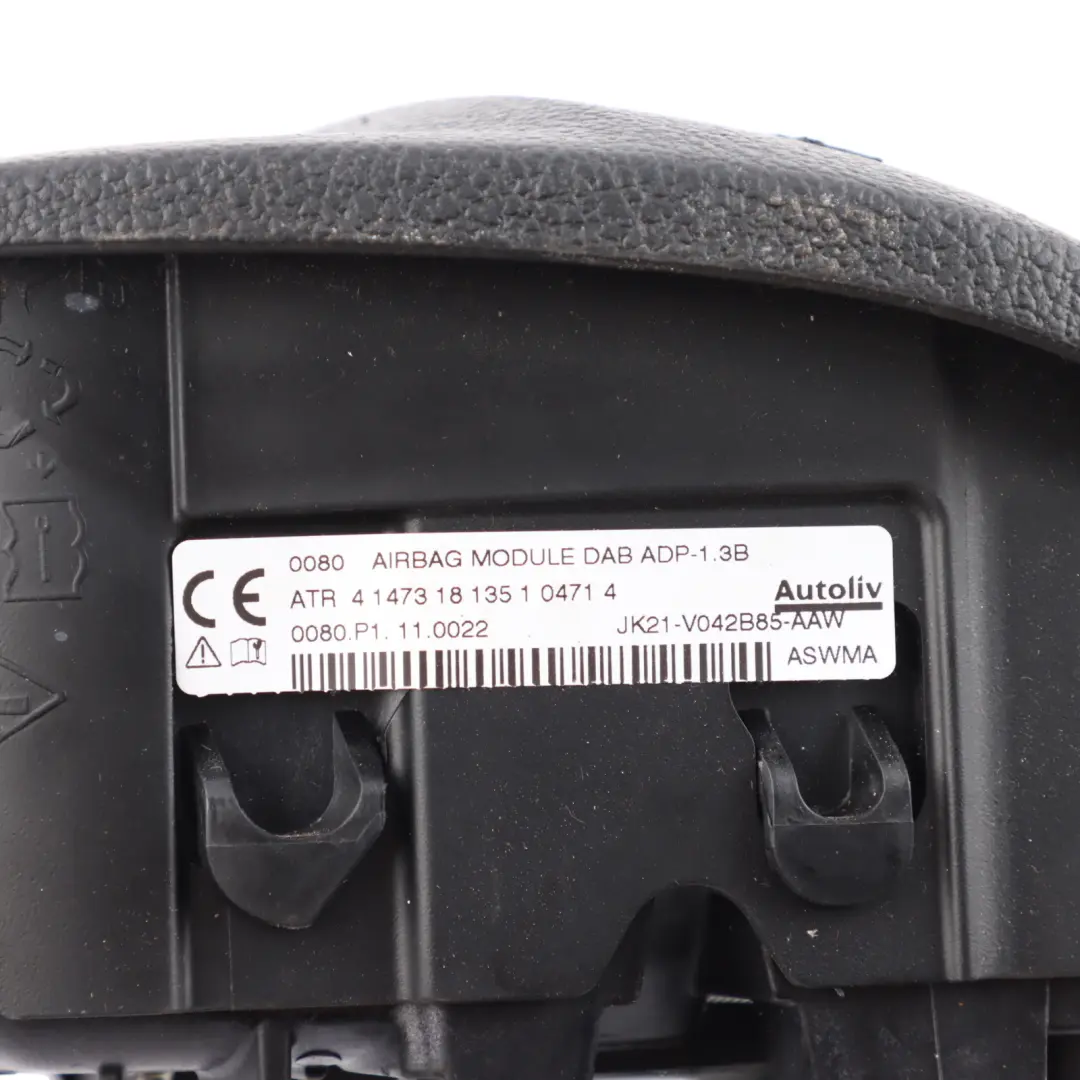 0080 AIRBAG MODULE DAB ADP-1.3B
CE ATR 4 1473 18 135 1 0471 4 Autoliv
0080.P1. 11.0022 JK21-V042B85-AAW
ASWMA